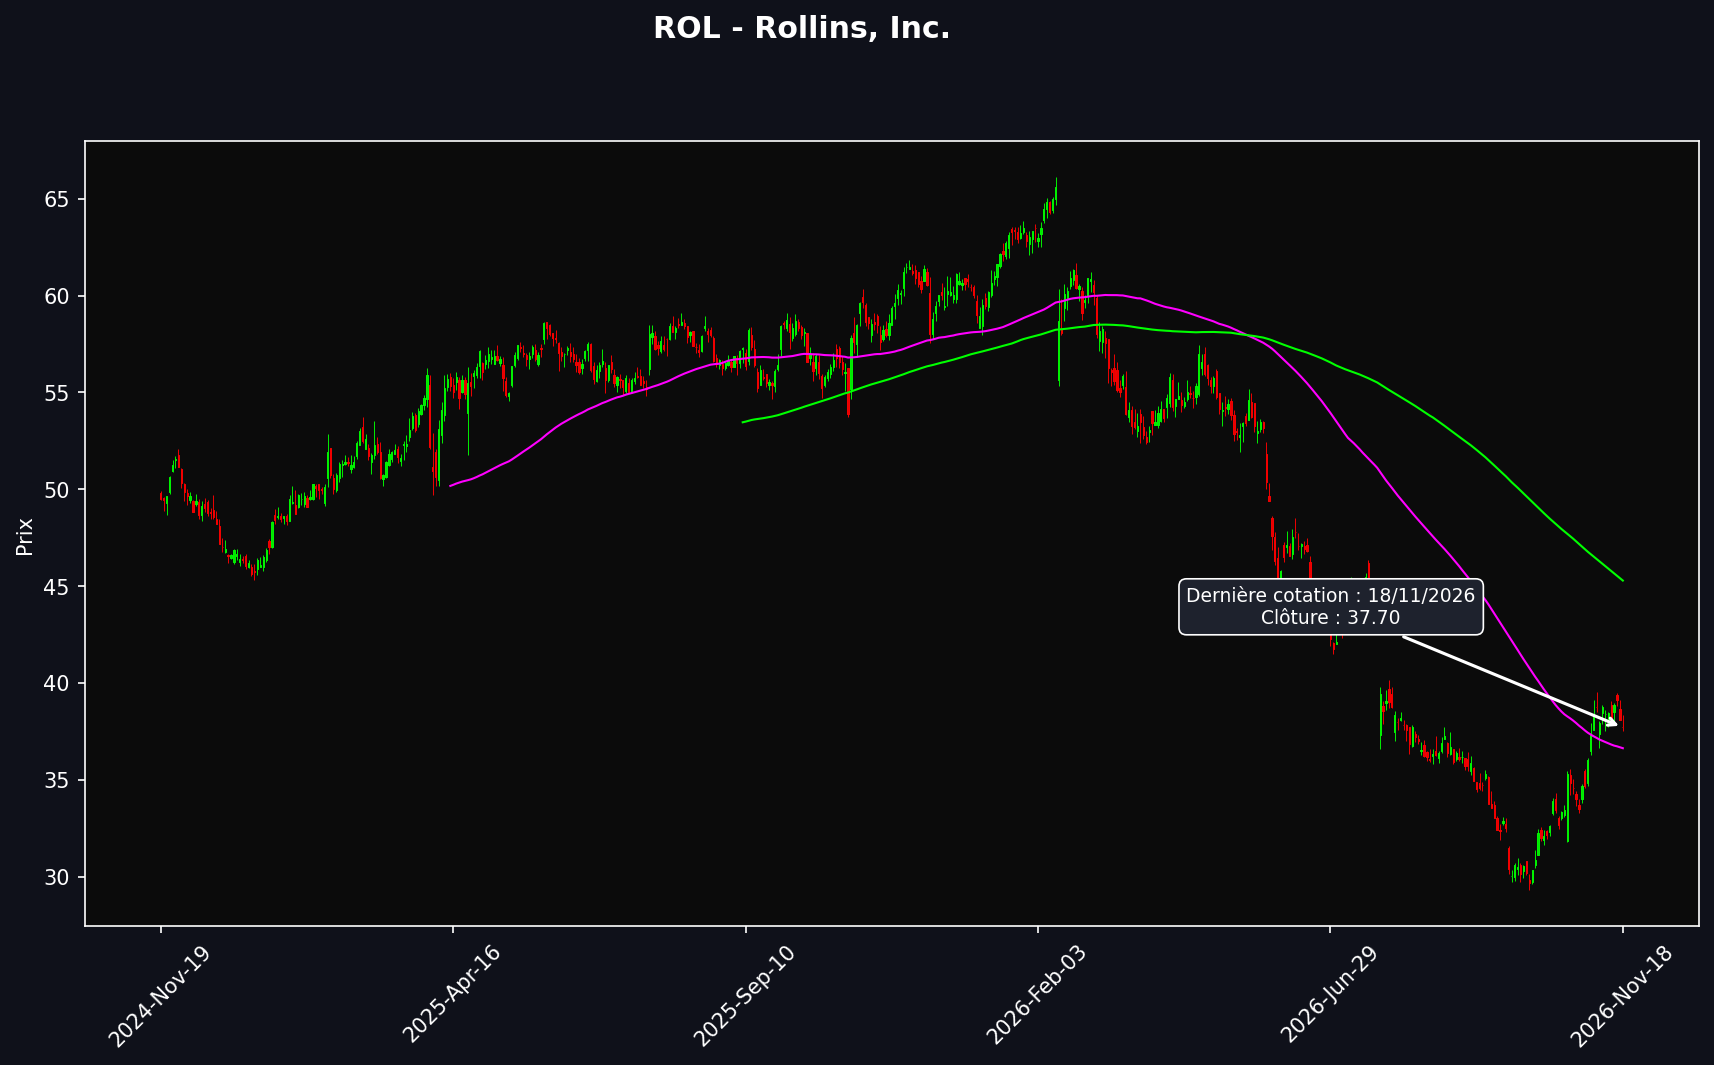 ROL - Rollins, Inc.
Prix
65
60
55
50
45
40
35
30
Dernière cotation : 18/11/2026
Clôture : 37.70
2024-Nov-19
2025-Apr-16
2025-Sep-10
2026-Feb-03
2026-Jun-29
2026-Nov-18